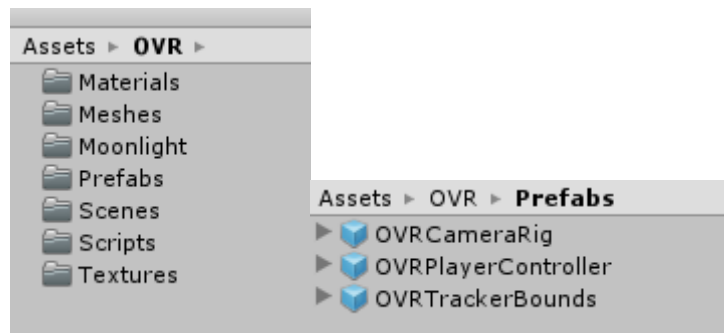 Assets ▸ OVR ▸
Materials
Meshes
Moonlight
Prefabs
Scenes
Scripts
Textures
Assets ▸ OVR ▸ Prefabs
OVRCameraRig
OVRPlayerController
OVRTrackerBounds